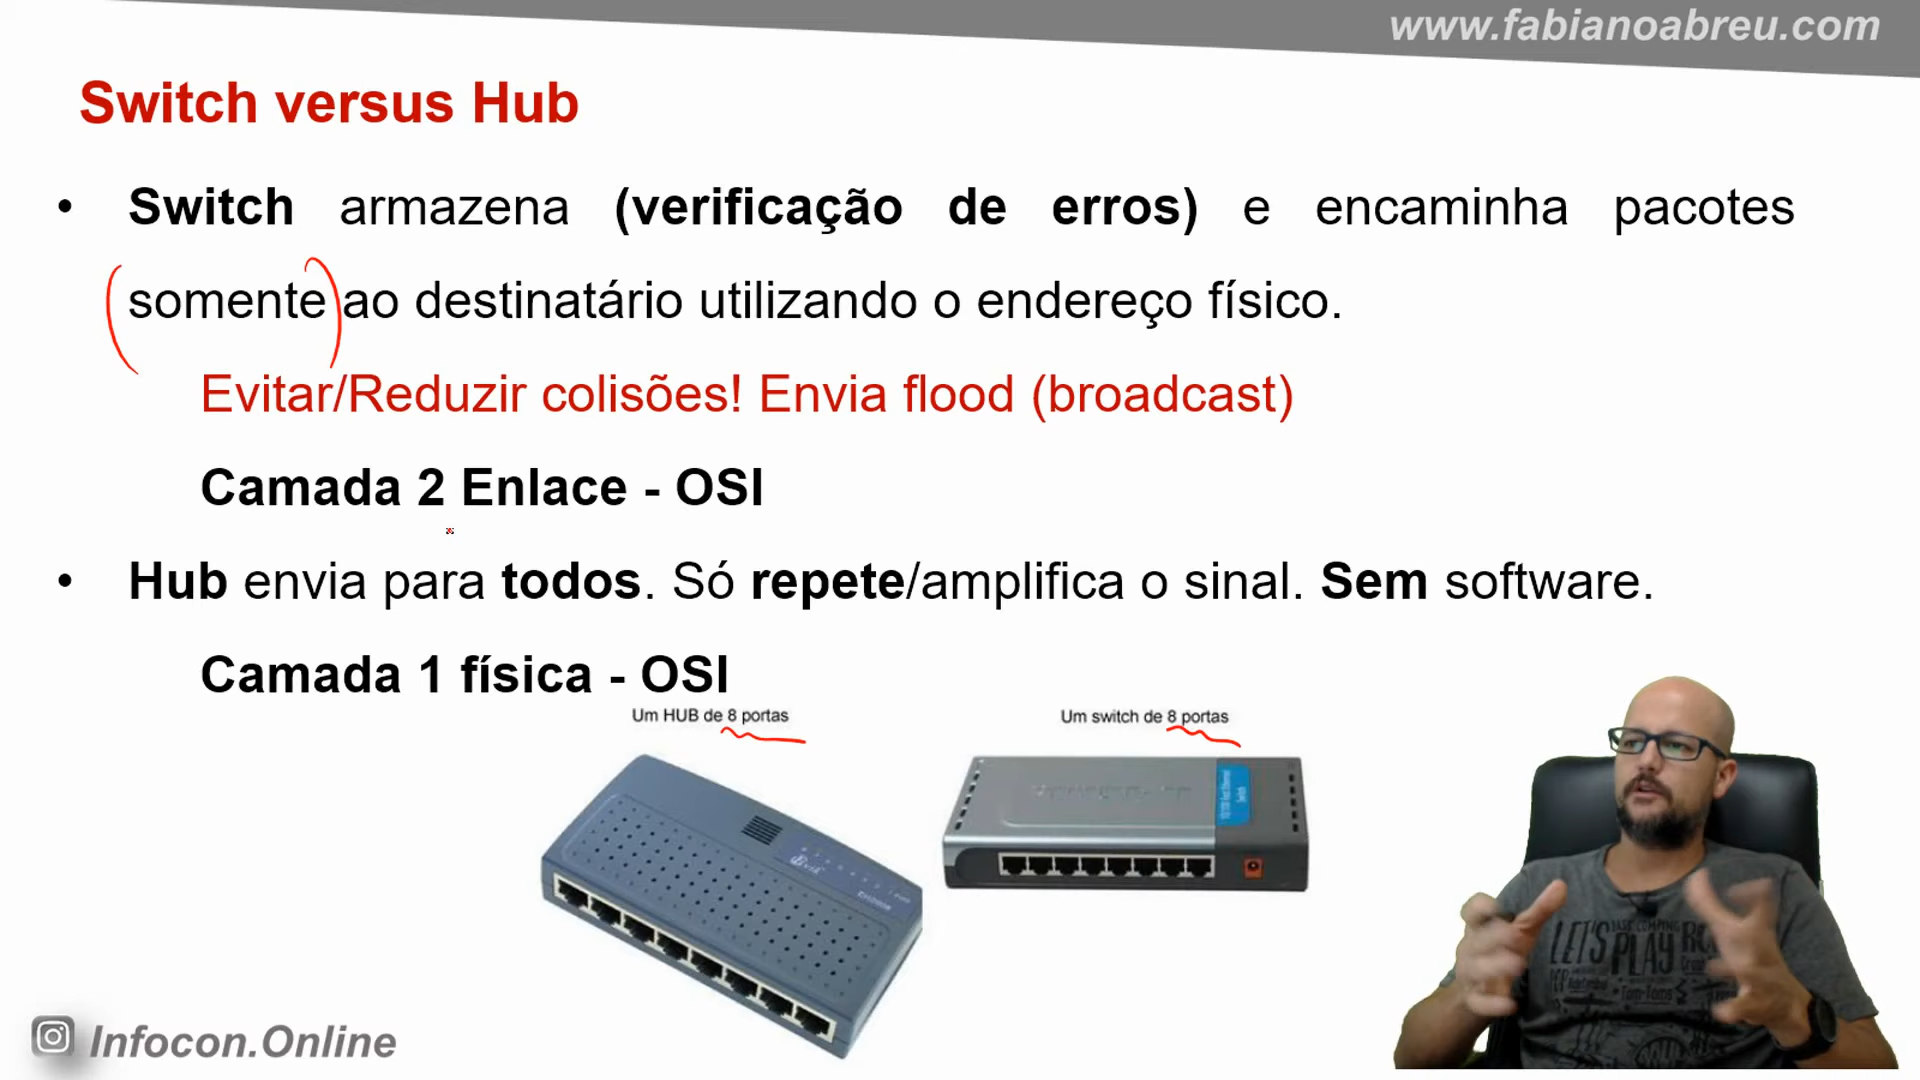 www.fabianoabreu.com
Switch versus Hub
• Switch armazena (verificação de erros) e encaminha pacotes
somente ao destinatário utilizando o endereço físico.
Evitar/Reduzir colisões! Envia flood (broadcast)
Camada 2 Enlace - OSI
• Hub envia para todos. Só repete/amplifica o sinal. Sem software.
Camada 1 física - OSI
Um HUB de 8 portas
Um switch de 8 portas
LET'S
PLAY
Infocon.Online